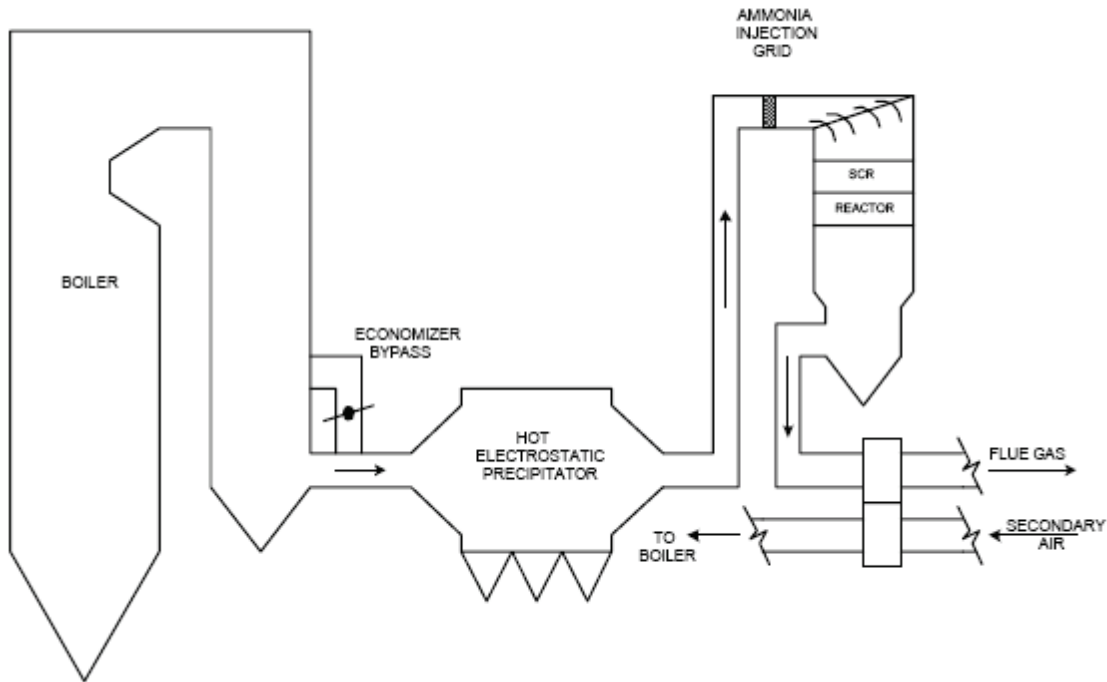 AMMONIA
INJECTION
GRID
SCR
REACTOR
BOILER
ECONOMIZER
BYPASS
HOT
ELECTROSTATIC
PRECIPITATOR
FLUE GAS
TO
BOILER
SECONDARY
AIR